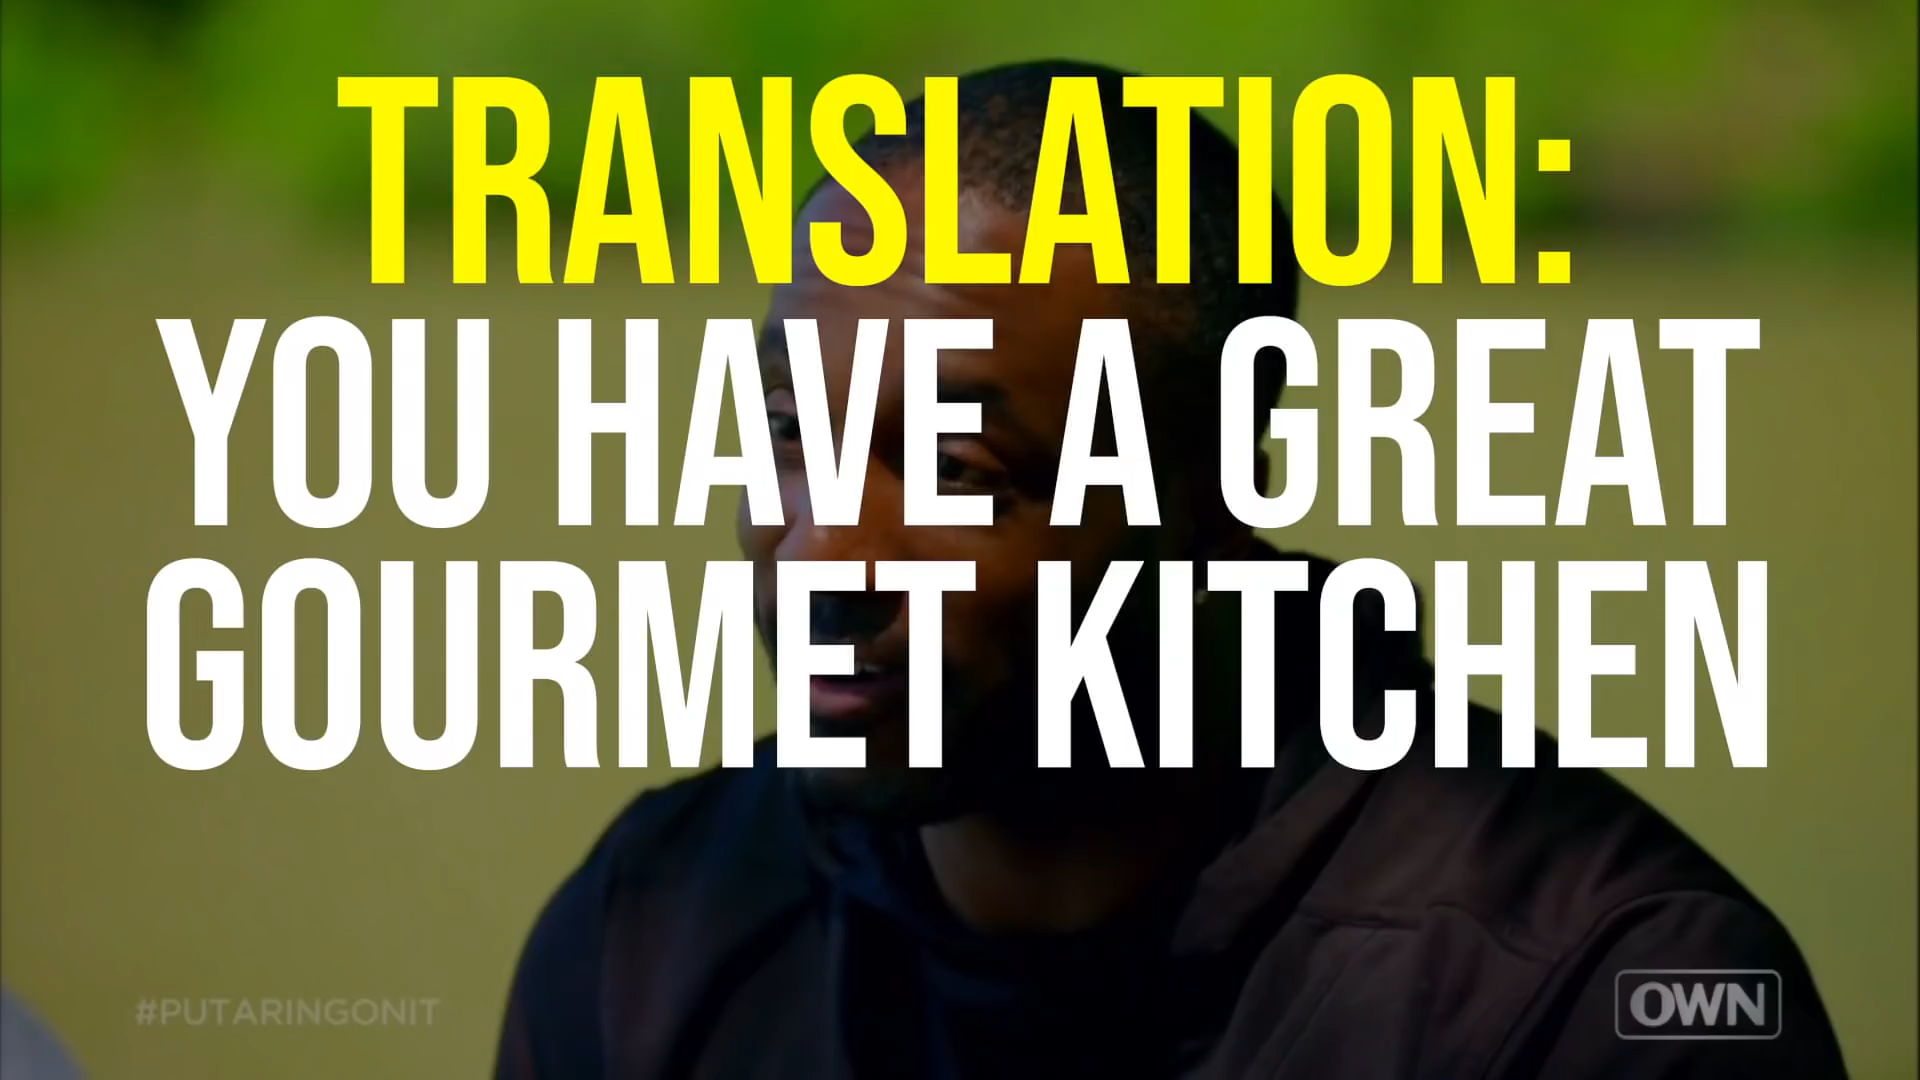 TRANSLATION:
YOU HAVE A GREAT
GOURMET KITCHEN
#PUTARINGONIT
OWN